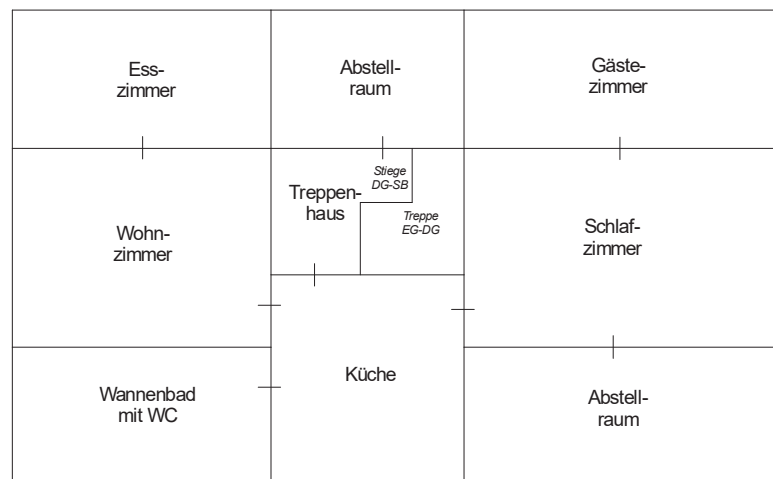 Ess-
zimmer
Abstell-
raum
Gäste-
zimmer
Stiege
DG-SB
Treppen-
haus
Treppe
EG-DG
Wohn-
zimmer
Schlaf-
zimmer
Küche
Wannenbad
mit WC
Abstell-
raum